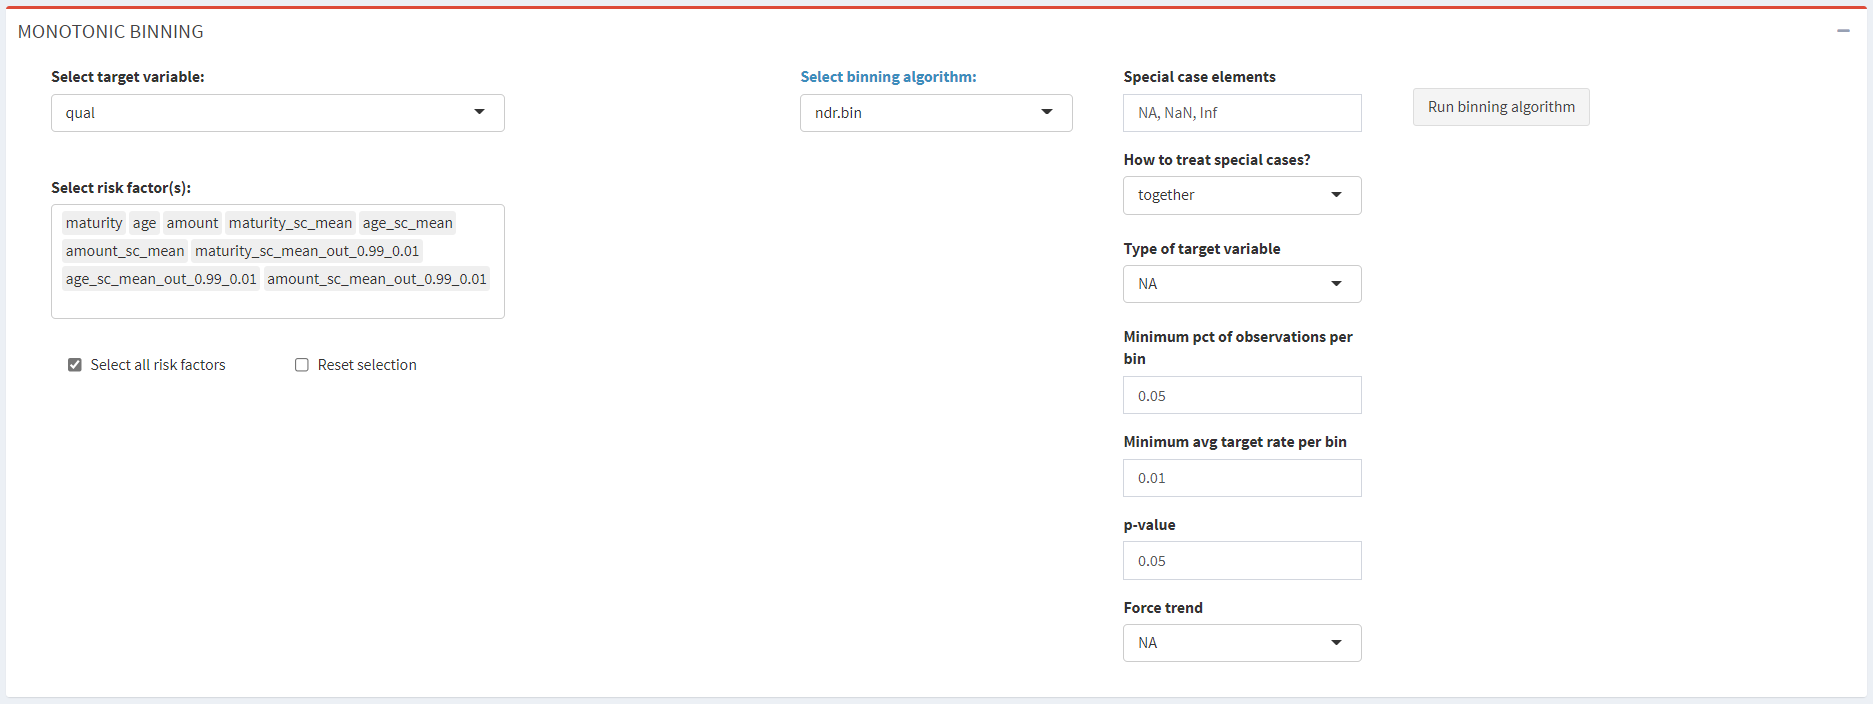 MONOTONIC BINNING
Select target variable:
qual
Select risk factor(s):
maturity age amount maturity_sc_mean age_sc_mean
amount_sc_mean maturity_sc_mean_out_0.99_0.01
age_sc_mean_out_0.99_0.01 amount_sc_mean_out_0.99_0.01
Select all risk factors
Reset selection
Select binning algorithm:
ndr.bin
Special case elements
NA, NaN, Inf
How to treat special cases?
together
Type of target variable
NA
Minimum pct of observations per
bin
0.05
Minimum avg target rate per bin
0.01
p-value
0.05
Force trend
NA
Run binning algorithm